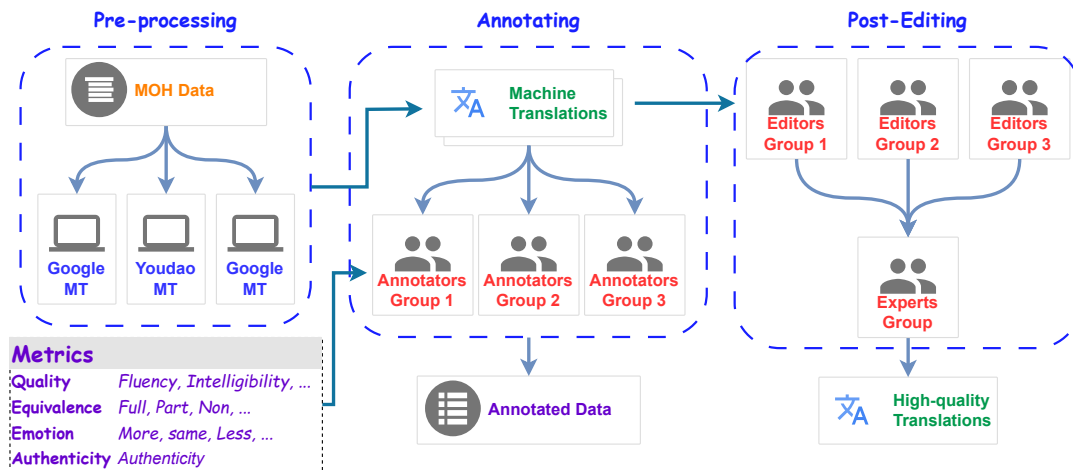 Pre-processing
MOH Data
Google
MT
Youdao
MT
Google
MT
Metrics
Quality Fluency, Intelligibility, ...
Equivalence Full, Part, Non, ...
Emotion More, same, Less, ...
Authenticity Authenticity
Annotating
Machine
Translations
Annotators
Group 1
Annotators
Group 2
Annotators
Group 3
Annotated Data
Post-Editing
Editors
Group 1
Editors
Group 2
Editors
Group 3
Experts
Group
High-quality
Translations